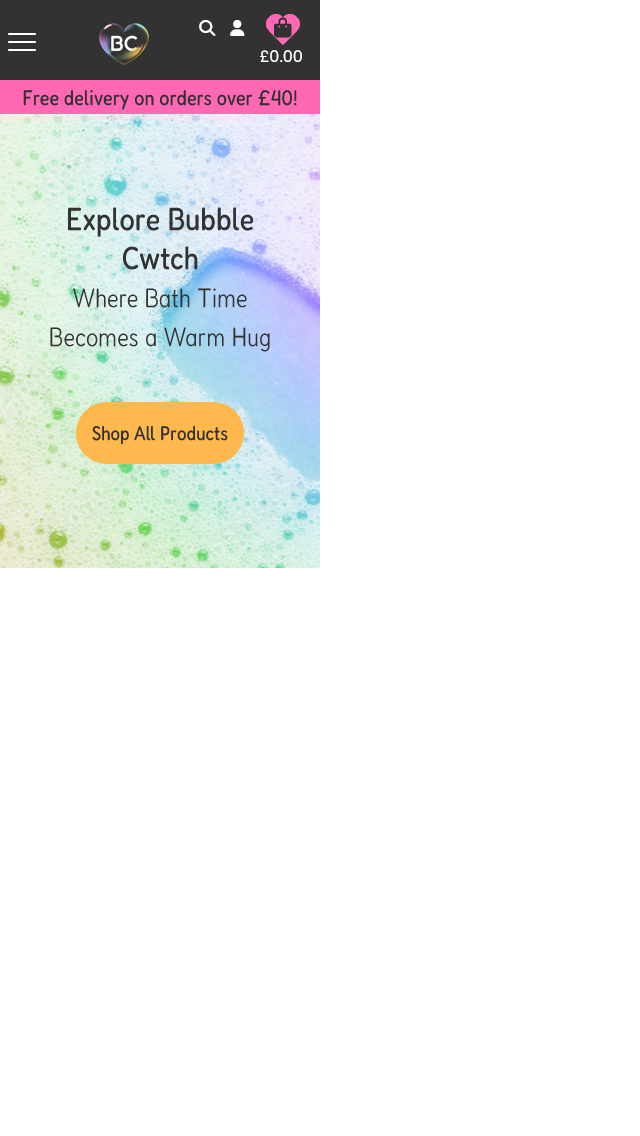 BC
£0.00
Free delivery on orders over £40!
Explore Bubble
Cwtch
Where Bath Time
Becomes a Warm Hug
Shop All Products